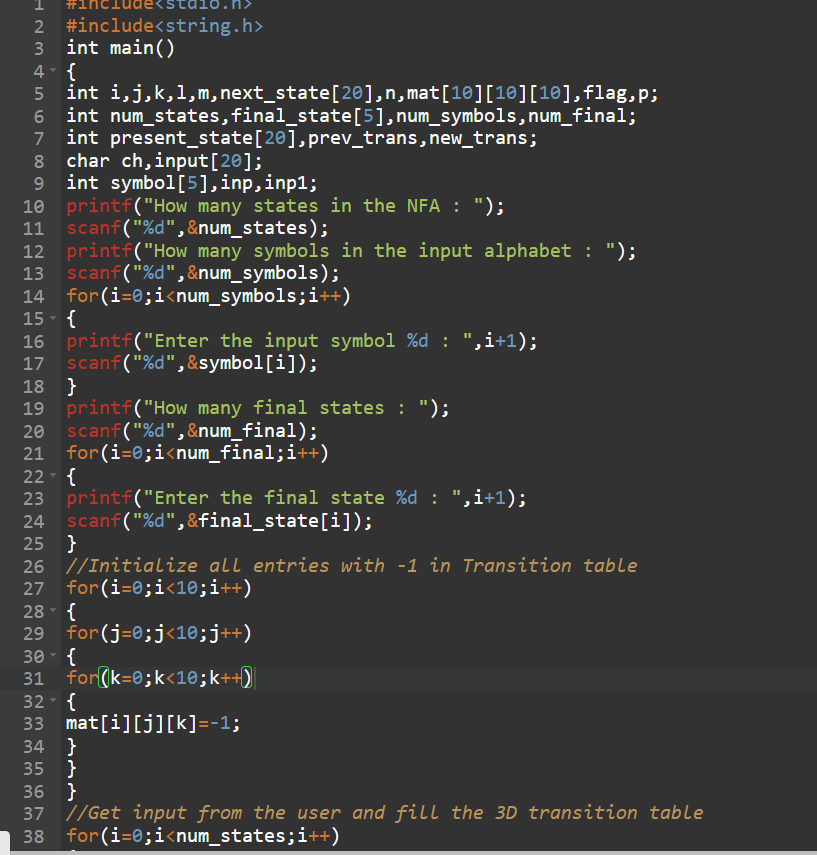 1 #include<stdio.h>
2 #include<string.h>
3 int main()
4 {
5 int i,j,k,l,m,next_state[20],n,mat[10][10][10],flag,p;
6 int num_states,final_state[5],num_symbols,num_final;
7 int present_state[20],prev_trans,new_trans;
8 char ch,input[20];
9 int symbol[5],inp,inp1;
10 printf("How many states in the NFA : ");
11 scanf("%d",&num_states);
12 printf("How many symbols in the input alphabet : ");
13 scanf("%d",&num_symbols);
14 for(i=0;i<num_symbols;i++)
15 {
16 printf("Enter the input symbol %d : ",i+1);
17 scanf("%d",&symbol[i]);
18 }
19 printf("How many final states : ");
20 scanf("%d",&num_final);
21 for(i=0;i<num_final;i++)
22 {
23 printf("Enter the final state %d : ",i+1);
24 scanf("%d",&final_state[i]);
25 }
26 //Initialize all entries with -1 in Transition table
27 for(i=0;i<10;i++)
28 {
29 for(j=0;j<10;j++)
30 {
31 for(k=0;k<10;k++)
32 {
33 mat[i][j][k]=-1;
34 }
35 }
36 }
37 //Get input from the user and fill the 3D transition table
38 for(i=0;i<num_states;i++)